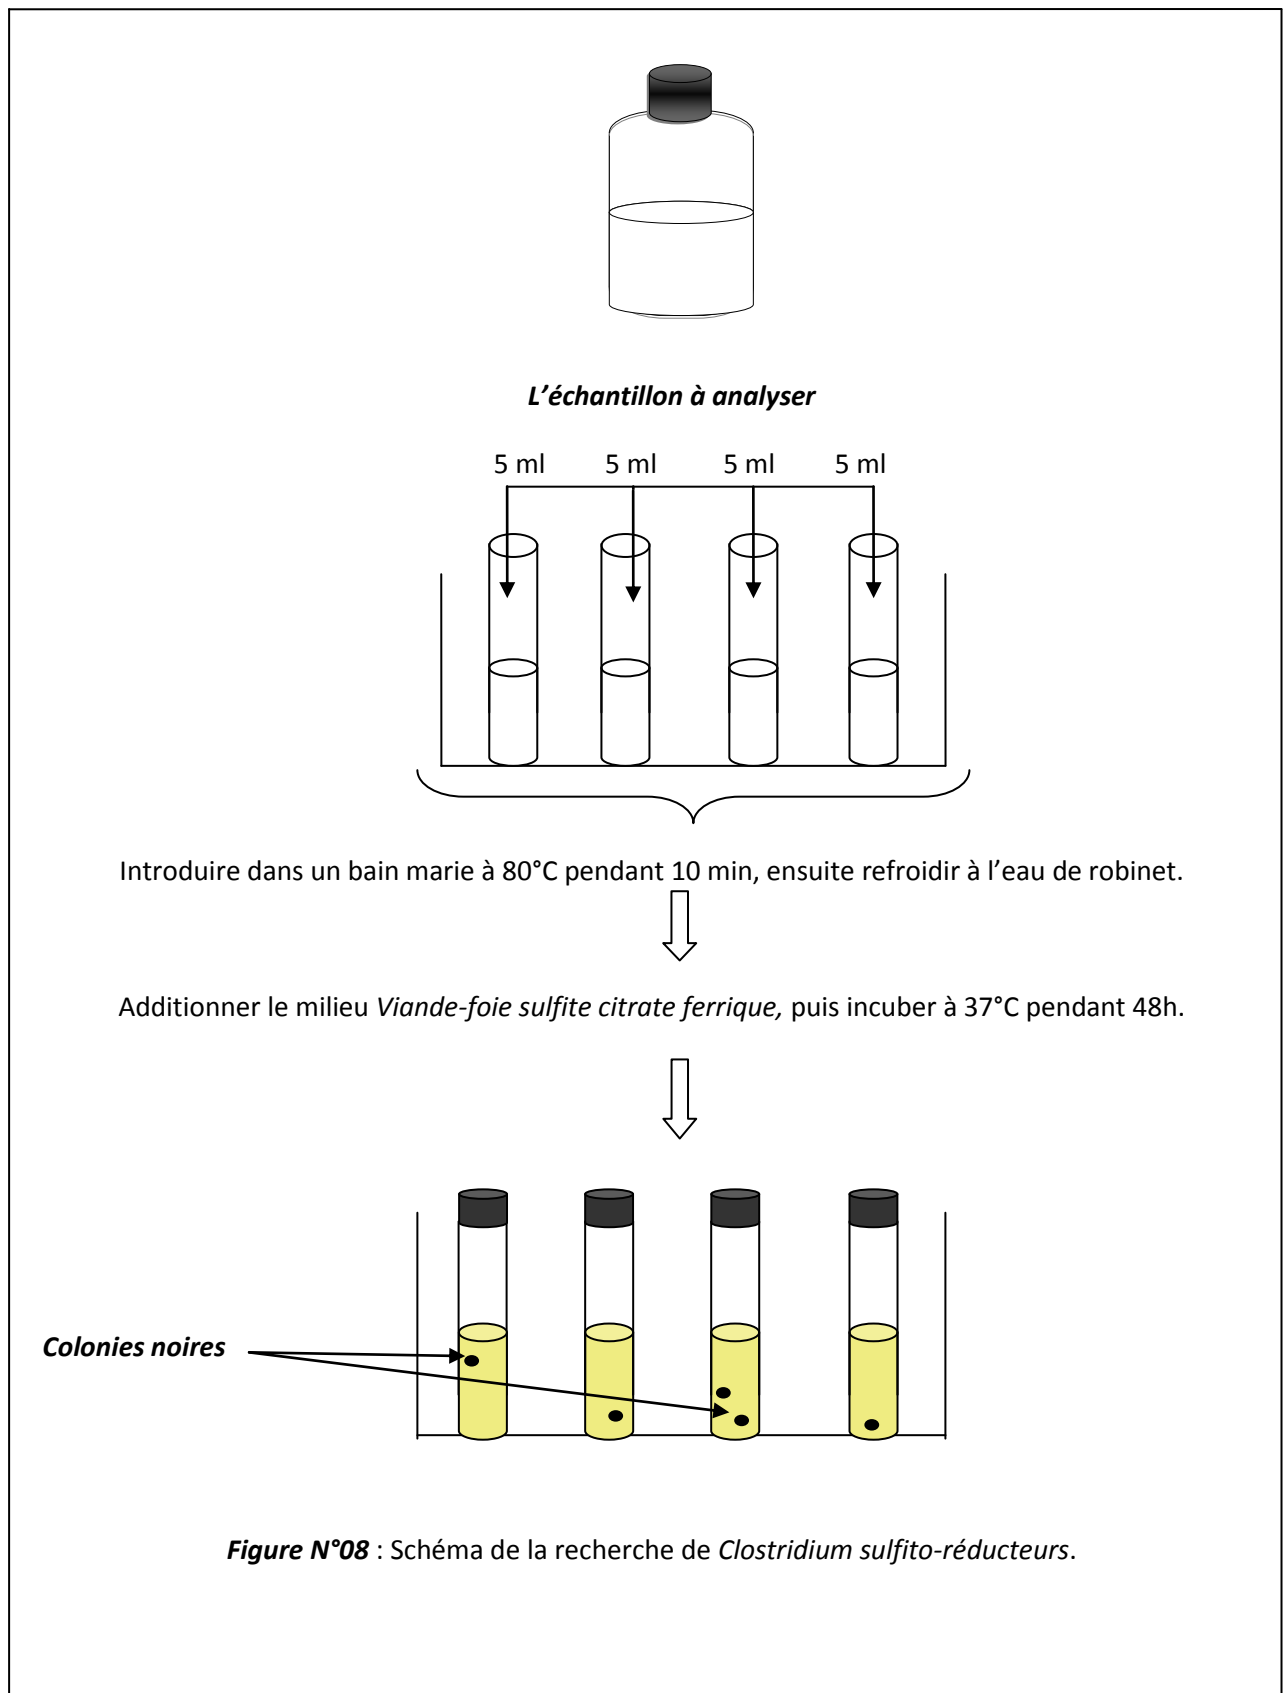 L’échantillon à analyser
5 ml 5 ml 5 ml 5 ml
Introduire dans un bain marie à 80°C pendant 10 min, ensuite refroidir à l’eau de robinet.
Additionner le milieu Viande-foie sulfite citrate ferrique, puis incuber à 37°C pendant 48h.
Colonies noires
Figure N°08 : Schéma de la recherche de Clostridium sulfito-réducteurs.